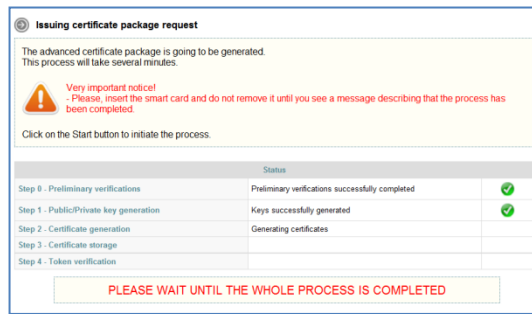 Issuing certificate package request
The advanced certificate package is going to be generated.
This process will take several minutes.
Very important notice!
- Please, insert the smart card and do not remove it until you see a message describing that the process has
been completed.
Click on the Start button to initiate the process.
Status
Step 0 - Preliminary verifications Preliminary verifications successfully completed
Step 1 - Public/Private key generation Keys successfully generated
Step 2 - Certificate generation Generating certificates
Step 3 - Certificate storage
Step 4 - Token verification
PLEASE WAIT UNTIL THE WHOLE PROCESS IS COMPLETED